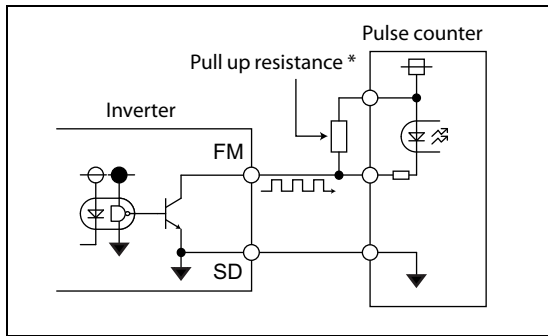 Pulse counter
Pull up resistance *
Inverter
FM
SD